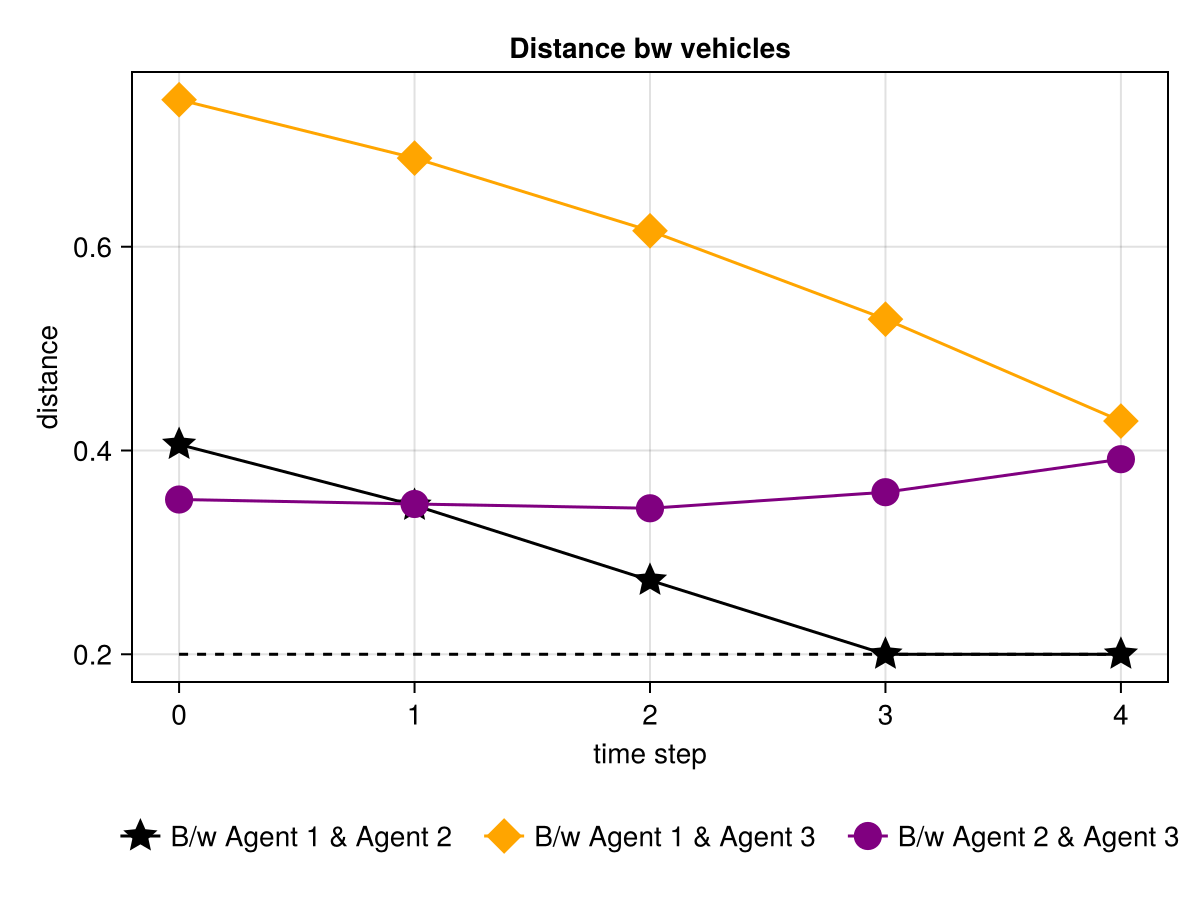 Distance bw vehicles
distance
0.6
0.4
0.2
0 1 2 3 4
time step
B/w Agent 1 & Agent 2 B/w Agent 1 & Agent 3 B/w Agent 2 & Agent 3